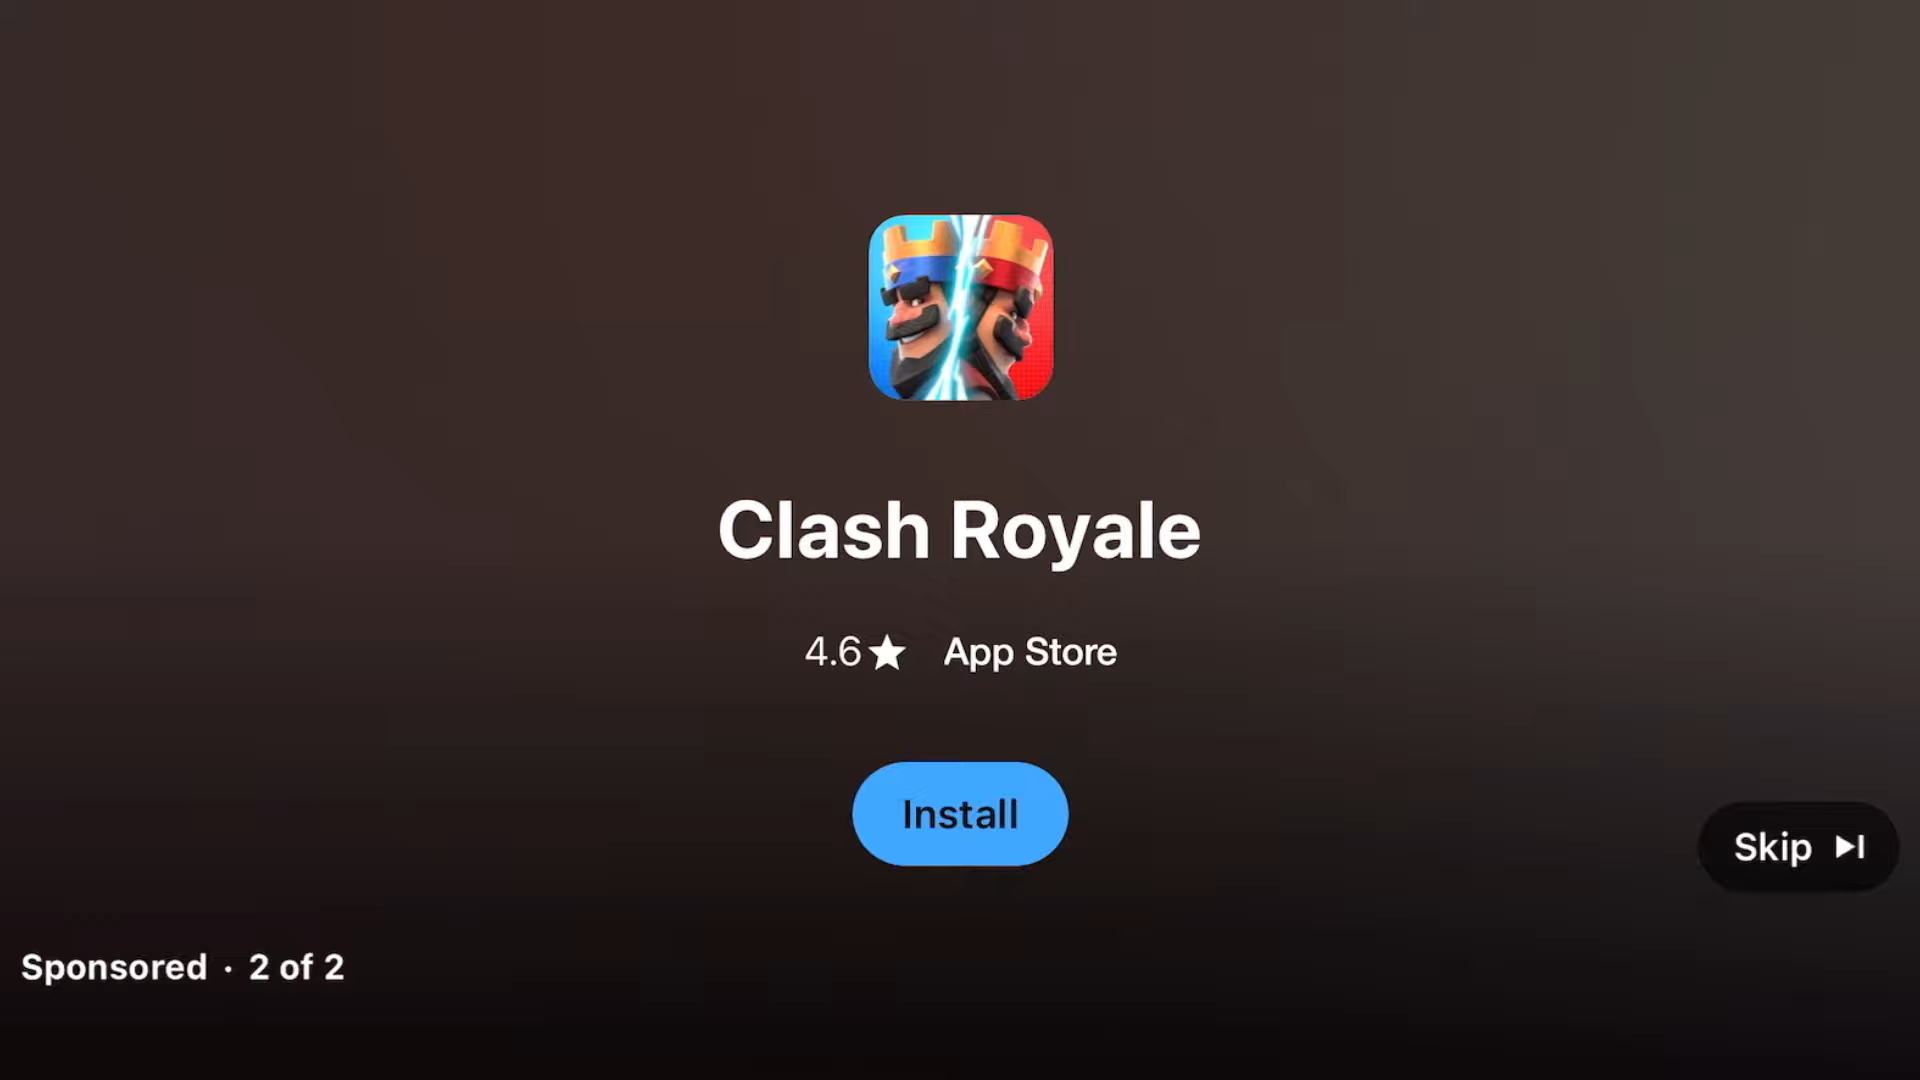 Clash Royale
4.6★ App Store
Install
Skip
Sponsored · 2 of 2